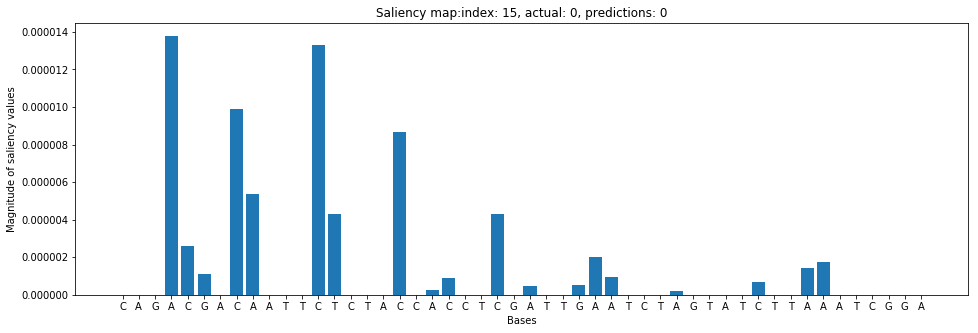 Saliency map:index: 15, actual: 0, predictions: 0
0.000014
0.000012
0.000010
0.000008
0.000006
0.000004
0.000002
0.000000
Magnitude of saliency values
C A G A C G A C A A T T C T C T A C C A C C T C G A T T G A A T C T A G T A T C T T A A A T C G G A
Bases